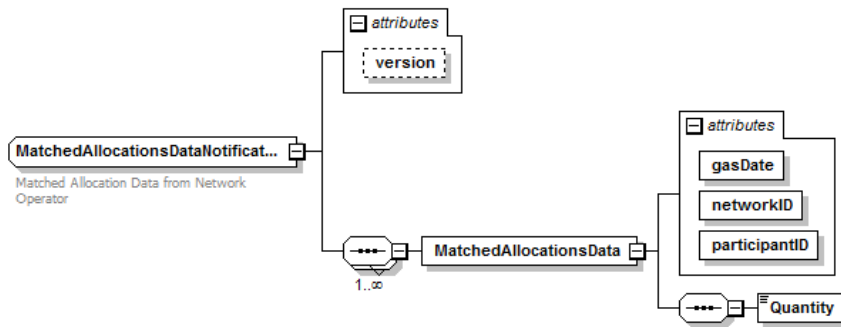 attributes
version
MatchedAllocationsDataNotificat...
Matched Allocation Data from Network
Operator
attributes
gasDate
networkID
participantID
MatchedAllocationsData
1..∞
Quantity